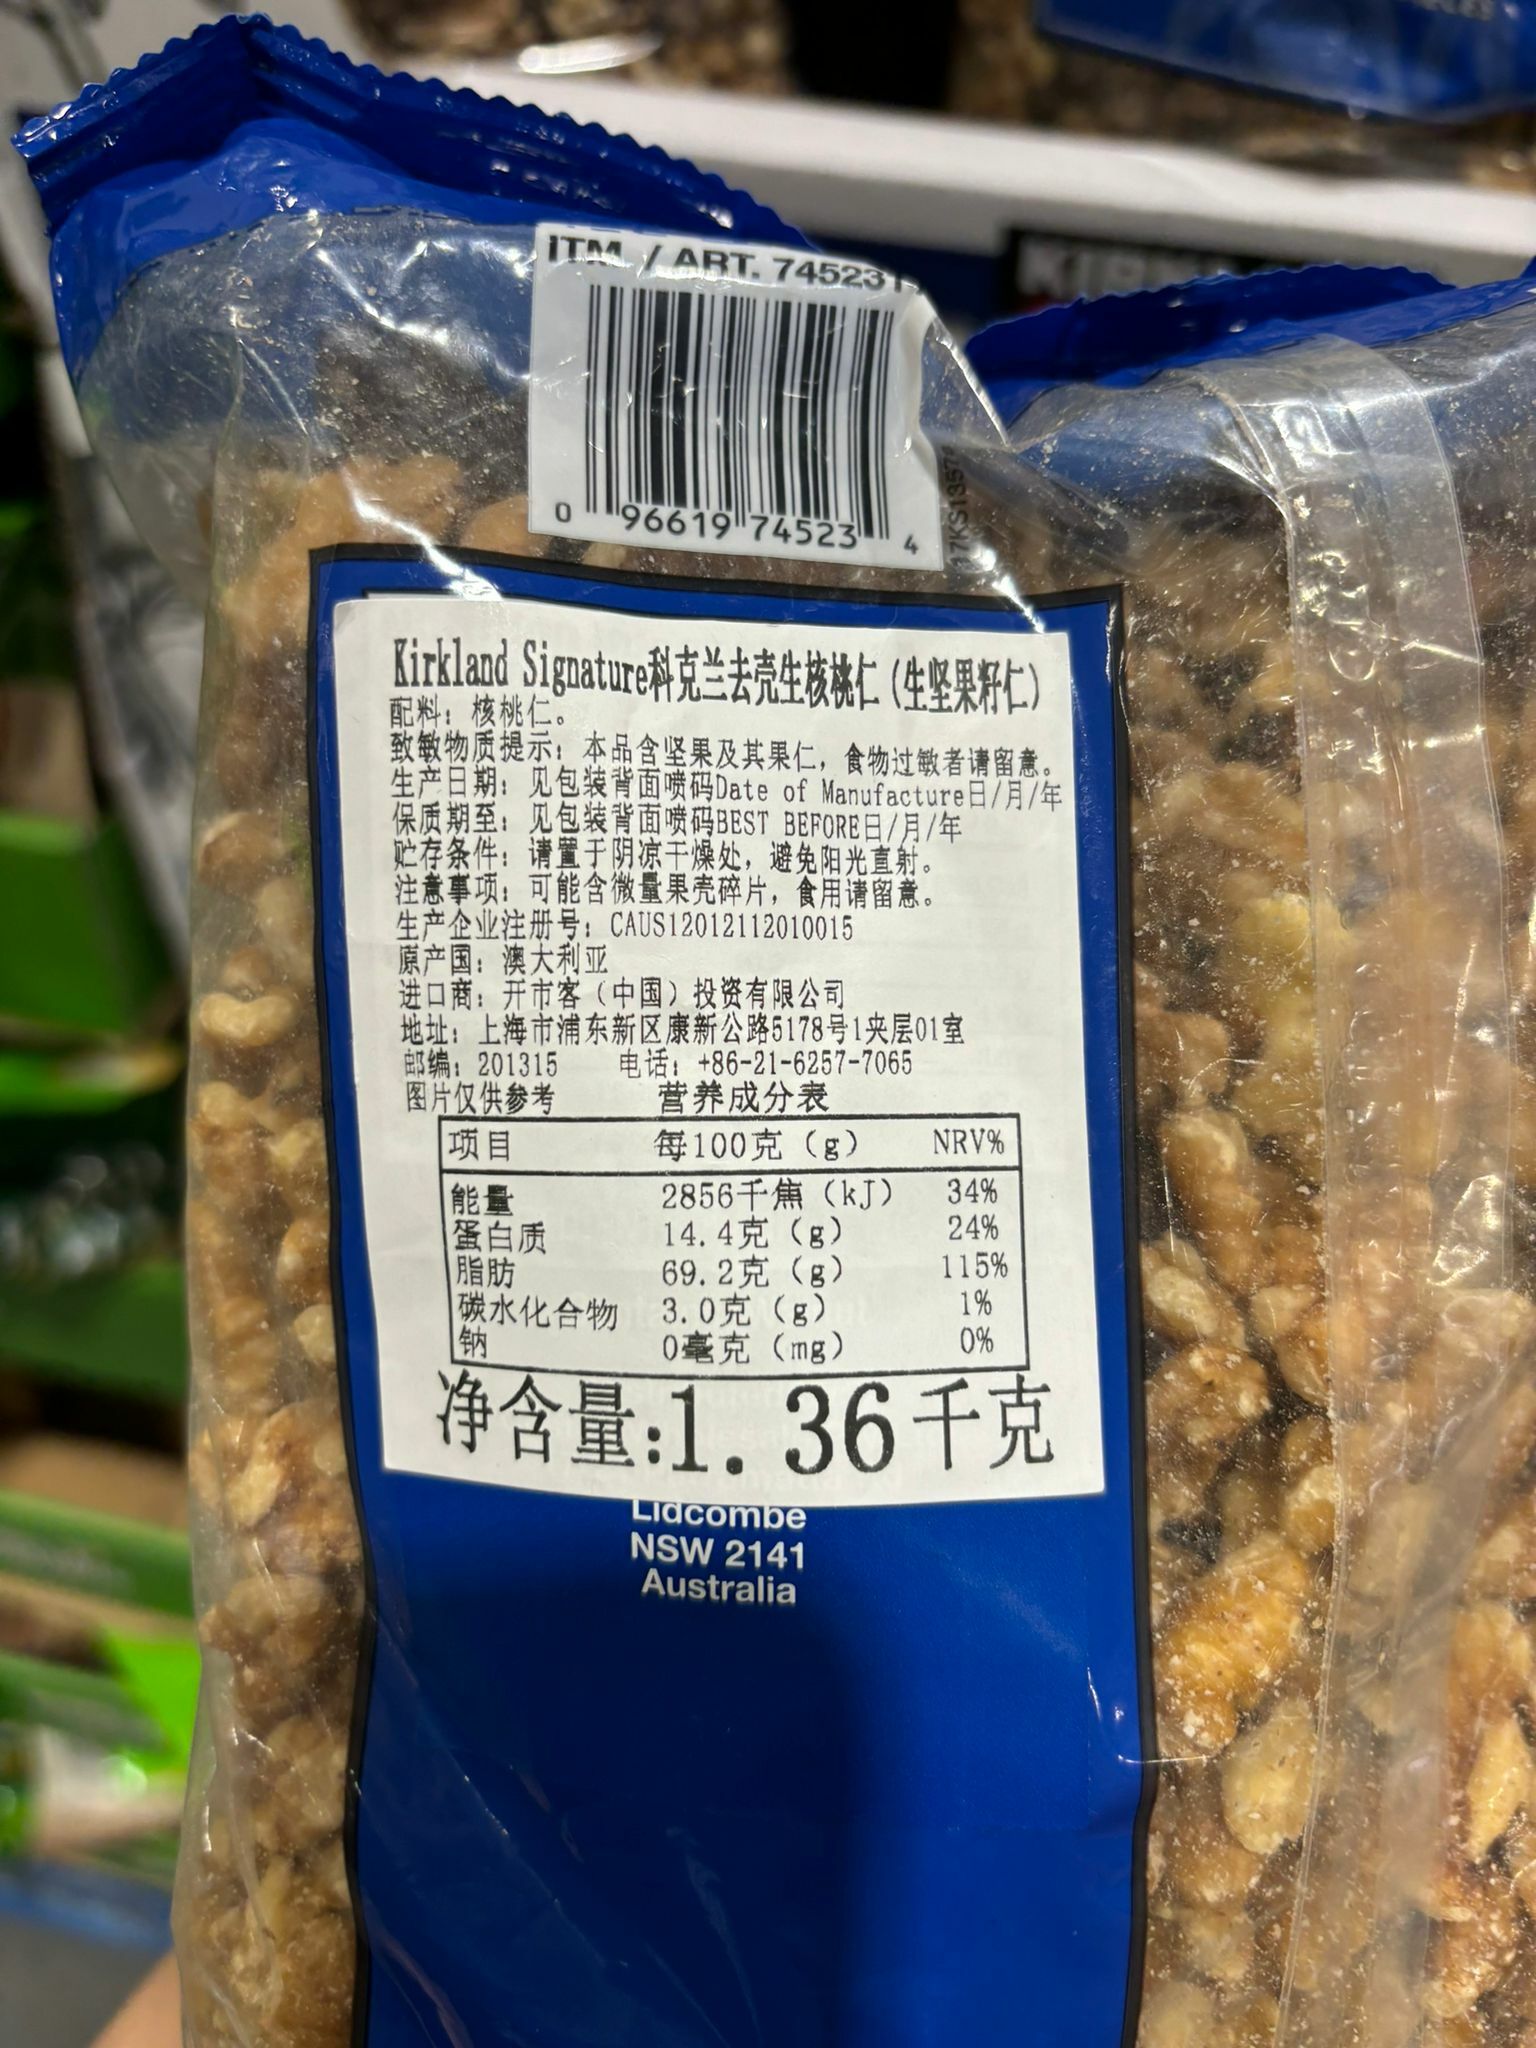 ITM. / ART. 745231
0 96619 74523 4
Kirkland Signature科克兰去壳生核桃仁（生坚果籽仁）
配料：核桃仁。
致敏物质提示：本品含坚果及其果仁，食物过敏者请留意。
生产日期：见包装背面喷码Date of Manufacture日/月/年
保质期至：见包装背面喷码BEST BEFORE日/月/年
贮存条件：请置于阴凉干燥处，避免阳光直射。
注意事项：可能含微量果壳碎片，食用请留意。
生产企业注册号：CAUS12012112010015
原产国：澳大利亚
进口商：开市客（中国）投资有限公司
地址：上海市浦东新区康新公路5178号1夹层01室
邮编：201315 电话：+86-21-6257-7065
图片仅供参考 营养成分表
项目 每100克（g） NRV%
能量 2856千焦（kJ） 34%
蛋白质 14.4克（g） 24%
脂肪 69.2克（g） 115%
碳水化合物 3.0克（g） 1%
钠 0毫克（mg） 0%
净含量:1.36千克
Lidcombe
NSW 2141
Australia